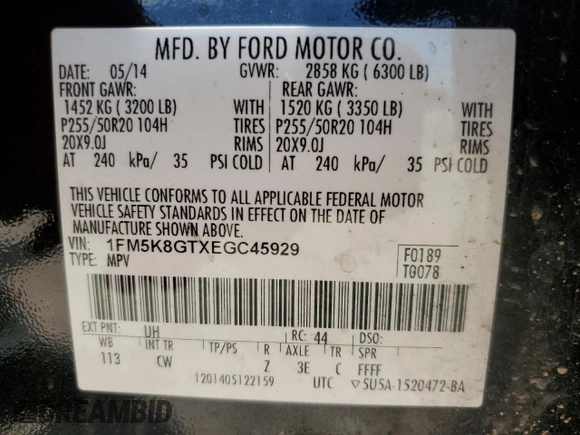 MFD. BY FORD MOTOR CO.
DATE: 05/14 GVWR: 2858 KG ( 6300 LB)
FRONT GAWR: REAR GAWR:
1452 KG ( 3200 LB) WITH 1520 KG ( 3350 LB) WITH
P255/50R20 104H TIRES P255/50R20 104H TIRES
20X9.0J RIMS 20X9.0J RIMS
AT 240 kPa/ 35 PSI COLD AT 240 kPa/ 35 PSI COLD
THIS VEHICLE CONFORMS TO ALL APPLICABLE FEDERAL MOTOR
VEHICLE SAFETY STANDARDS IN EFFECT ON THE DATE OF
MANUFACTURE SHOWN ABOVE.
VIN: 1FM5K8GTXEGC45929 F0189
TYPE: MPV T0078
EXT PNT: UH RC: 44 DSO:
WB INT TR TP/PS R AXLE TR SPR
113 CW Z 3E C FFFF
1201405122159 UTC ▽5U5A-1520472-BA
DREAMBID